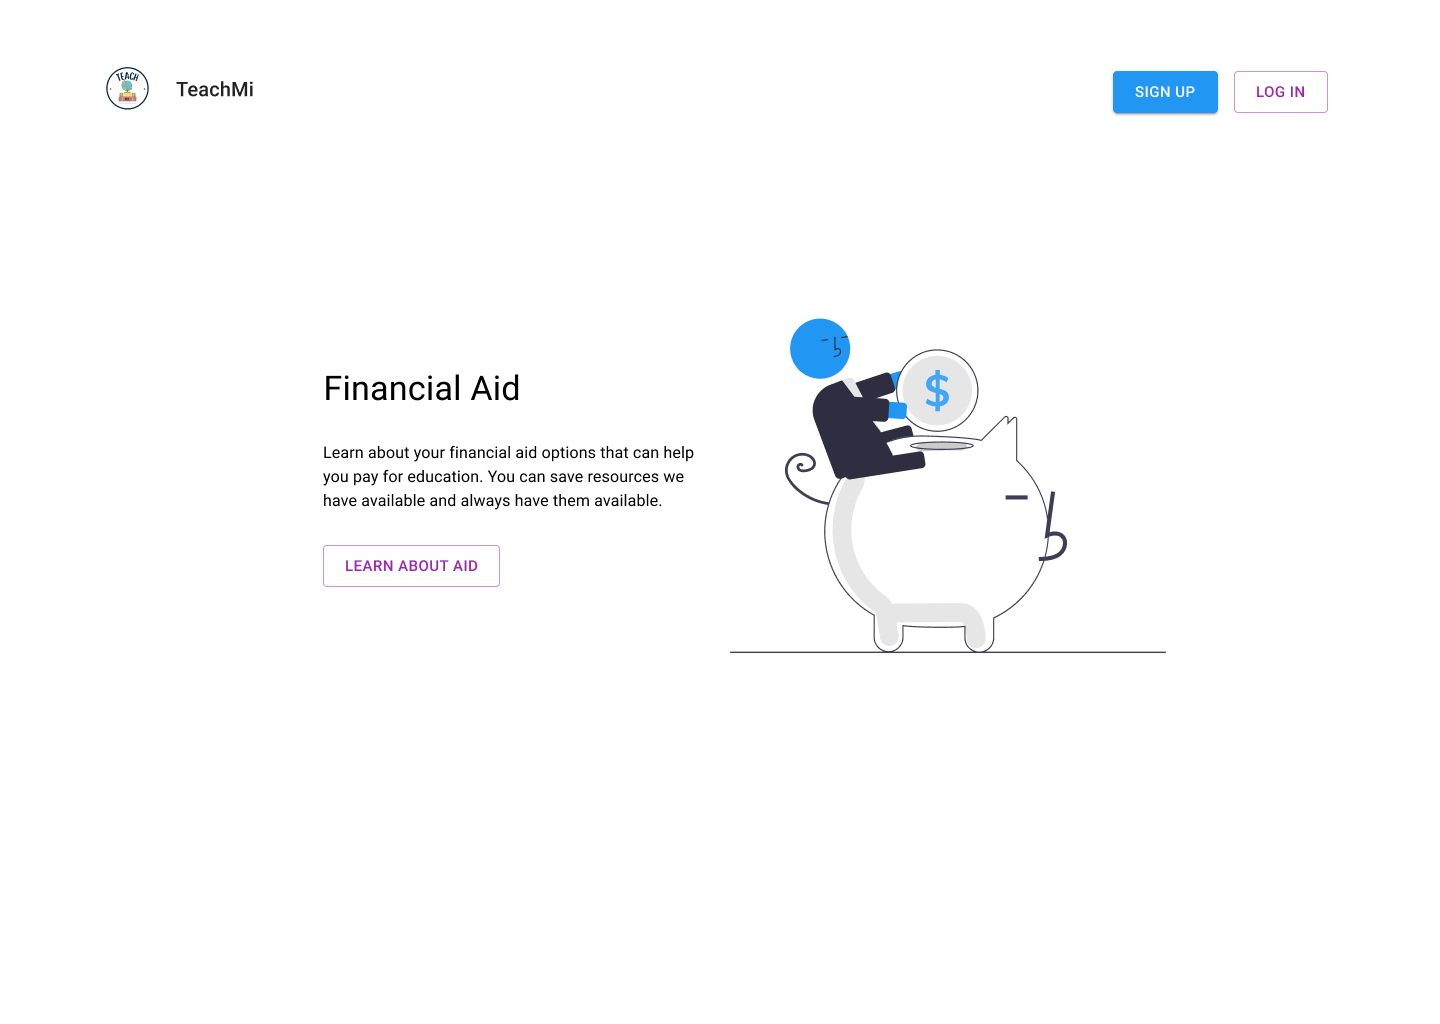 TEACH
TeachMi
SIGN UP
LOG IN
Financial Aid
Learn about your financial aid options that can help
you pay for education. You can save resources we
have available and always have them available.
LEARN ABOUT AID
$